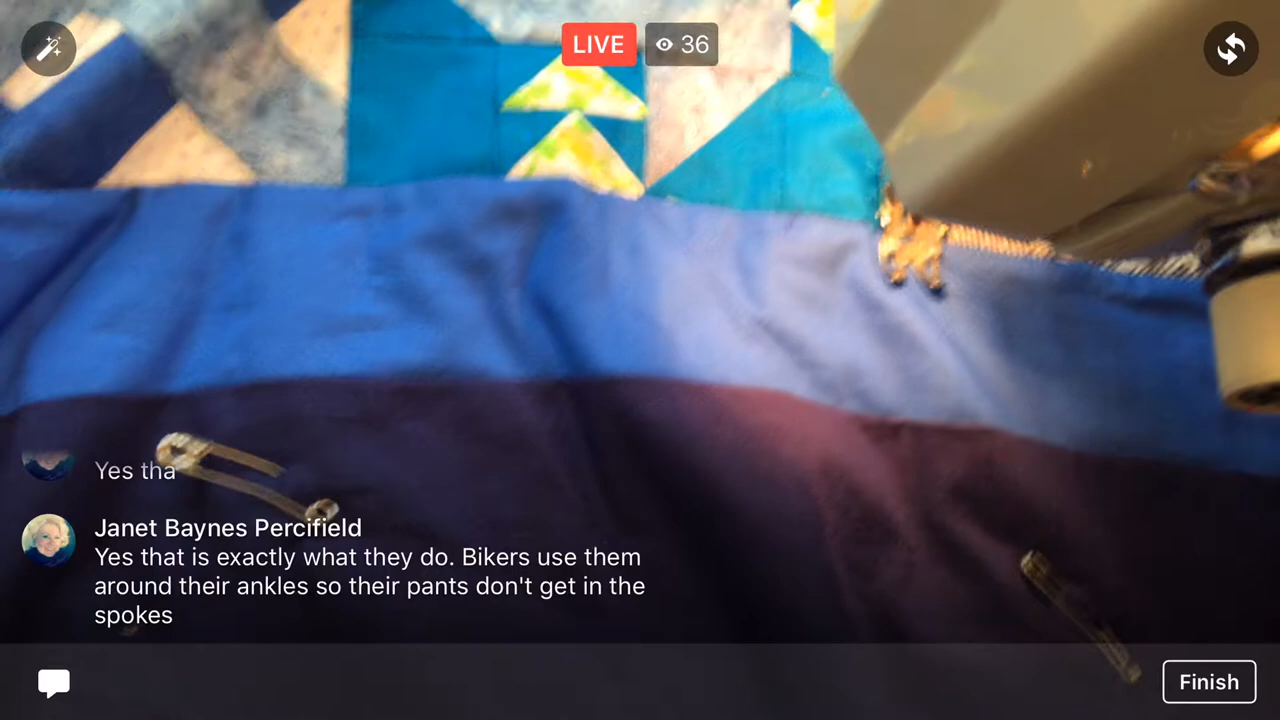 LIVE 36
Yes tha
Janet Baynes Percifield
Yes that is exactly what they do. Bikers use them
around their ankles so their pants don't get in the
spokes
Finish